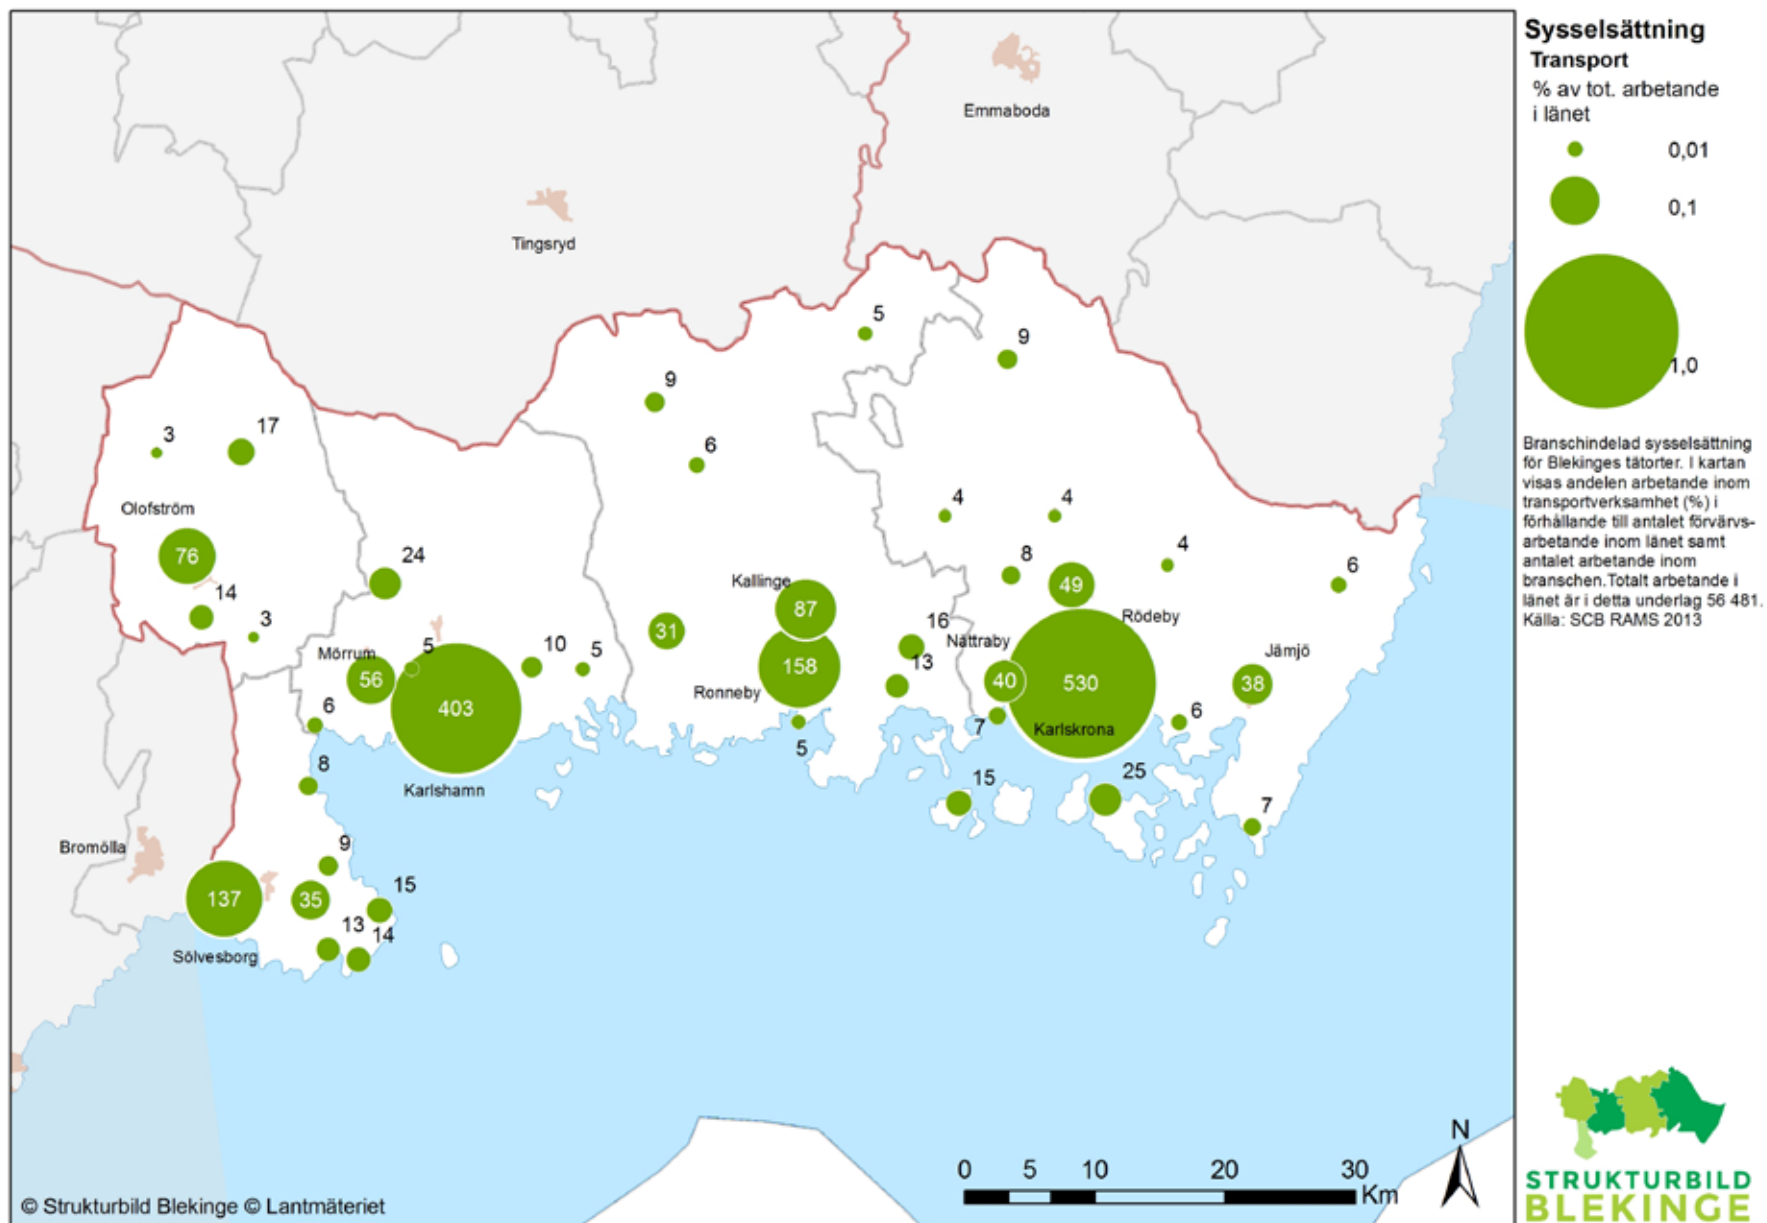 Sysselsättning
Transport
% av tot. arbetande
i länet
0,01
0,1
1,0
Branschindelad sysselsättning
för Blekinges tätorter. I kartan
visas andelen arbetande inom
transportverksamhet (%) i
förhållande till antalet förvärvs-
arbetande inom länet samt
antalet arbetande inom
branschen.Totalt arbetande i
länet är i detta underlag 56 481.
Källa: SCB RAMS 2013
Emmaboda
Tingsryd
5
9
9
3
17
6
Olofström
4
4
76
24
8
49
4
6
Kallinge
87
14
3
31
16
Nättraby
Rödeby
Mörrum
5
10
5
158
13
Jämjö
56
403
Ronneby
40
530
38
6
5
7
Karlskrona
6
8
Karlshamn
15
25
7
Bromölla
9
137
35
15
13
14
Sölvesborg
N
0
5
10
20
30
Km
© Strukturbild Blekinge © Lantmäteriet
STRUKTURBILD
BLEKINGE